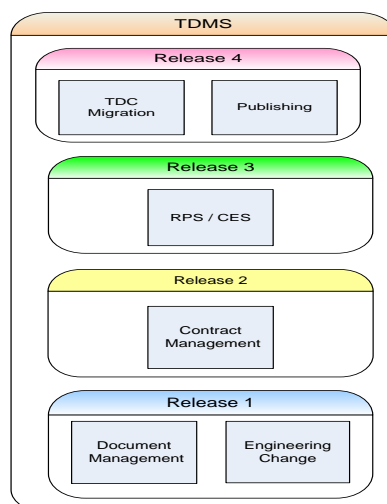 TDMS
Release 4
TDC
Migration
Publishing
Release 3
RPS / CES
Release 2
Contract
Management
Release 1
Document
Management
Engineering
Change